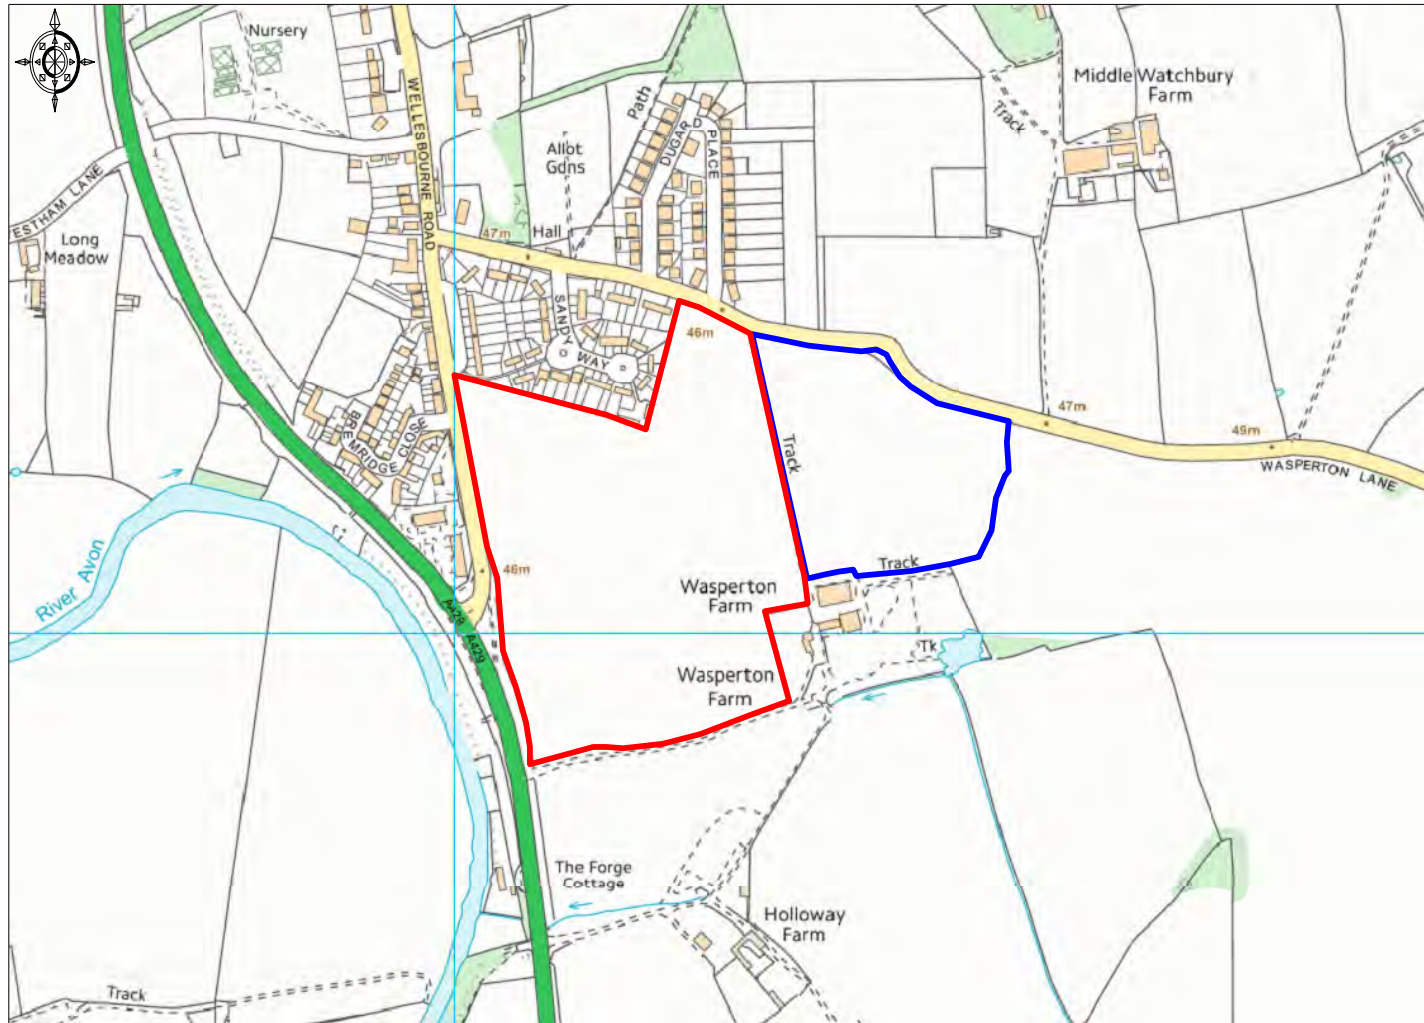 Nursery
WELLESBOURNE ROAD
Path
DUGARD
PLACE
Track
Middle Watchbury
Farm
Allot
Gdns
ESTHAM LANE
Long
Meadow
47m
Hall
SANDY
WAY
46m
BREMRIDGE CLOSE
Track
47m
49m
WASPERTON LANE
River Avon
46m
Track
Wasperton
Farm
A429
A429
Tk
Wasperton
Farm
The Forge
Cottage
Holloway
Farm
Track